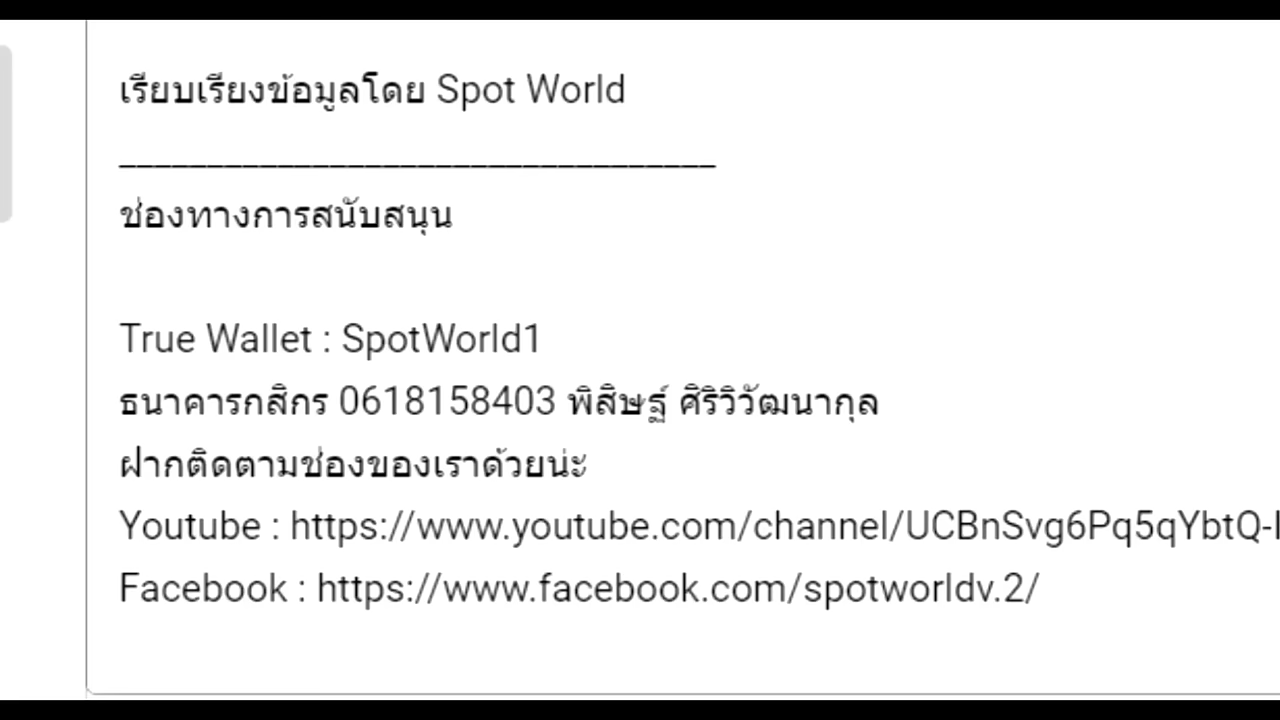 เรียบเรียงข้อมูลโดย Spot World
__________________________________
ช่องทางการสนับสนุน
True Wallet : SpotWorld1
ธนาคารกสิกร 0618158403 พิสิษฐ์ ศิริวิวัฒนากุล
ฝากติดตามช่องของเราด้วยน่ะ
Youtube : https://www.youtube.com/channel/UCBnSvg6Pq5qYbtQ-
Facebook : https://www.facebook.com/spotworldv.2/